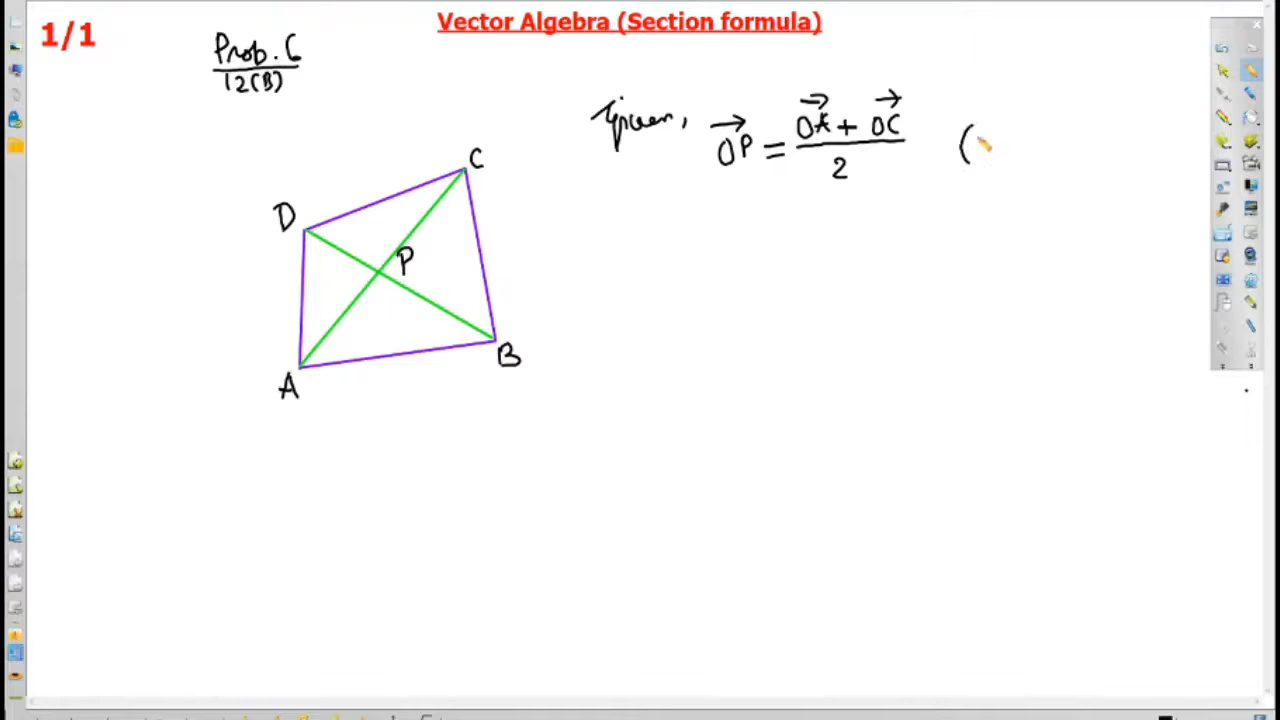 Vector Algebra (Section formula)
1/1
Prob. 6
12(B)
Given, OP = OA + OC (
2
C
D
P
B
A